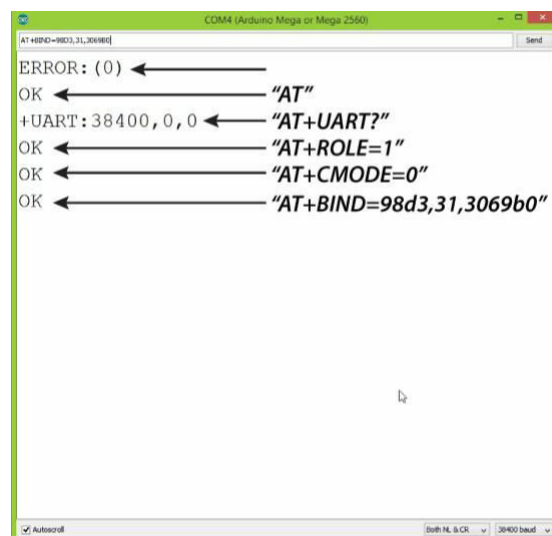 COM4 (Arduino Mega or Mega 2560)
AT+BIND=98D3,31,3069B0
Send
ERROR:(0)
OK "AT"
+UART:38400,0,0 "AT+UART?"
OK "AT+ROLE=1"
OK "AT+CMODE=0"
OK "AT+BIND=98d3,31,3069b0"
Autoscroll
Both NL & CR
38400 baud